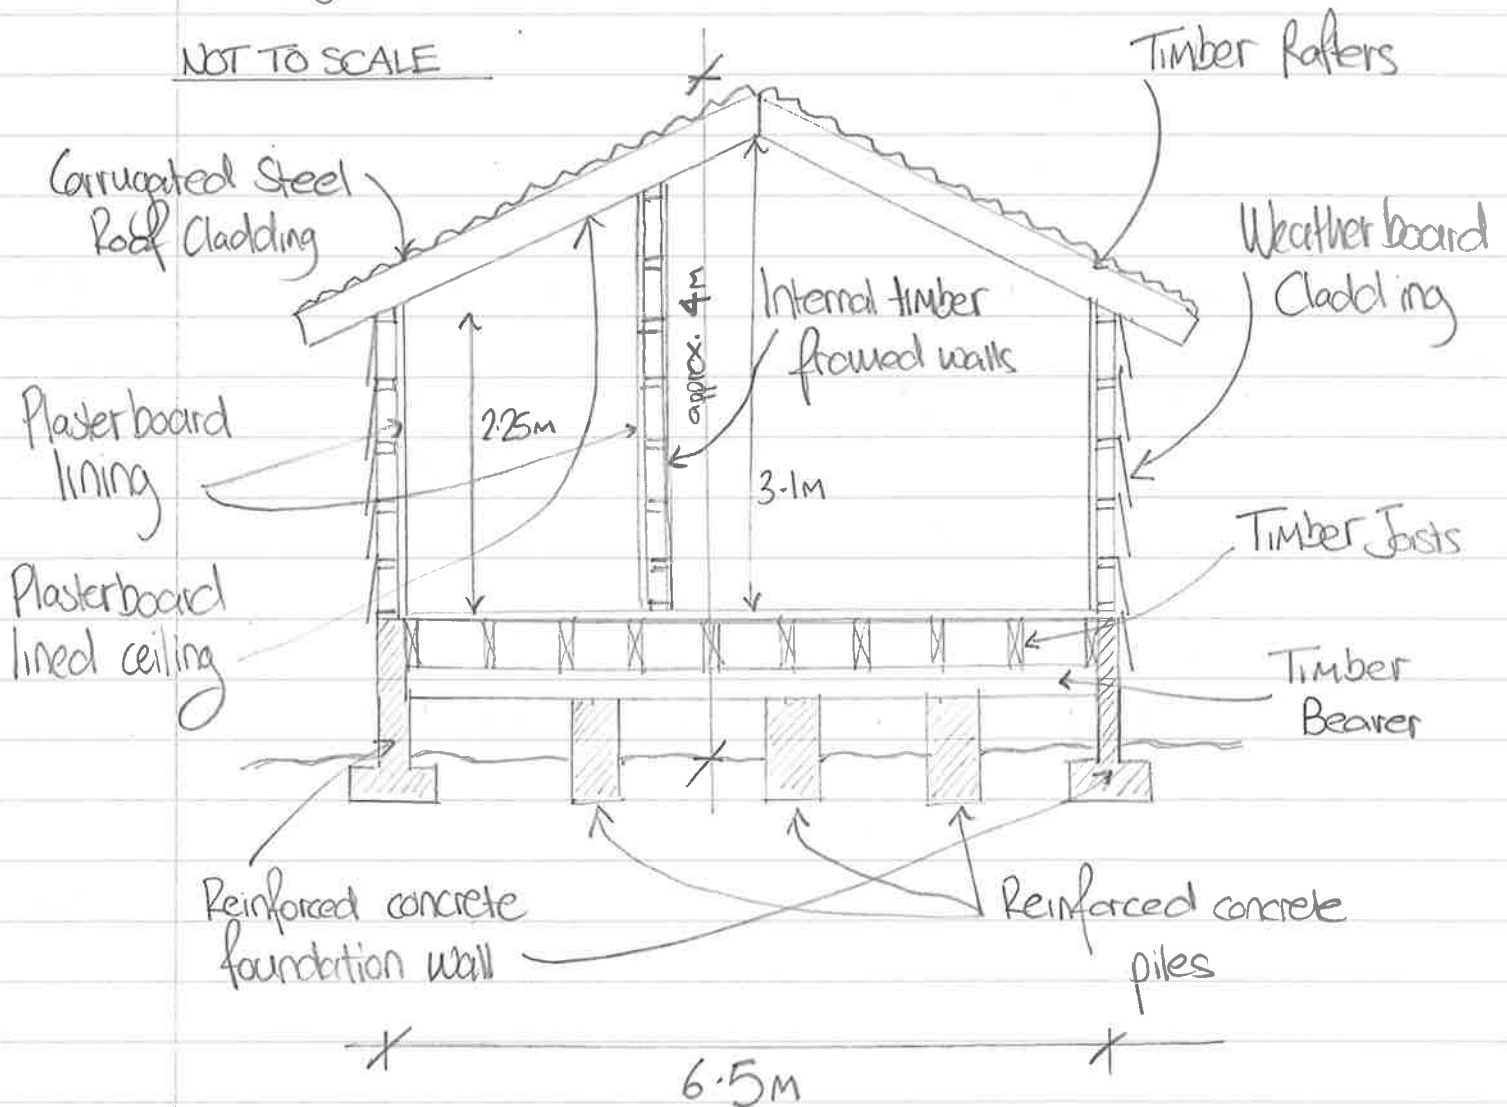 NOT TO SCALE
Timber Rafters
Corrugated Steel
Roof Cladding
Weatherboard
Cladding
approx. 4m
Internal timber
framed walls
Plasterboard
lining
2.25m
3.1m
Timber Joists
Plasterboard
lined ceiling
Timber
Bearer
Reinforced concrete
foundation wall
Reinforced concrete
piles
6.5m